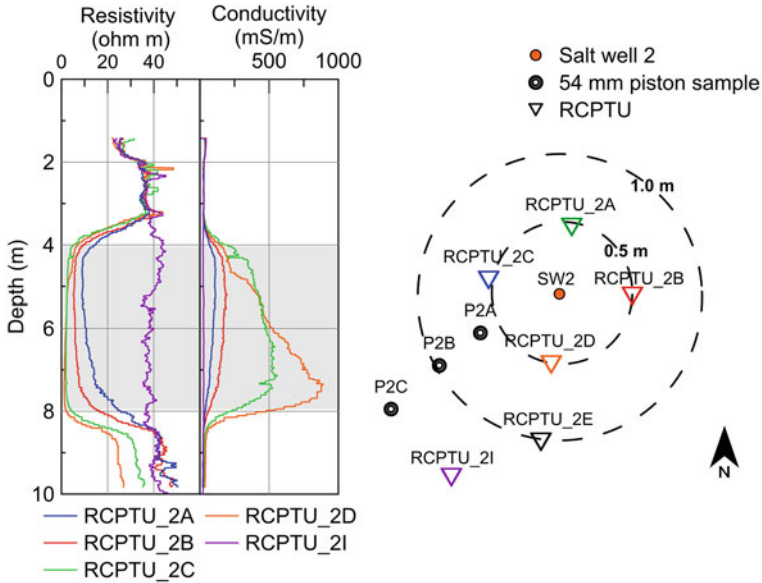 Resistivity
(ohm m)
Conductivity
(mS/m)
0 20 40
500 1000
0
2
4
6
8
10
Depth (m)
RCPTU_2A
RCPTU_2B
RCPTU_2C
RCPTU_2D
RCPTU_2I
Salt well 2
54 mm piston sample
RCPTU
1.0 m
RCPTU_2A
0.5 m
RCPTU_2C
SW2
RCPTU_2B
P2A
P2B
RCPTU_2D
P2C
RCPTU_2E
RCPTU_2I
N